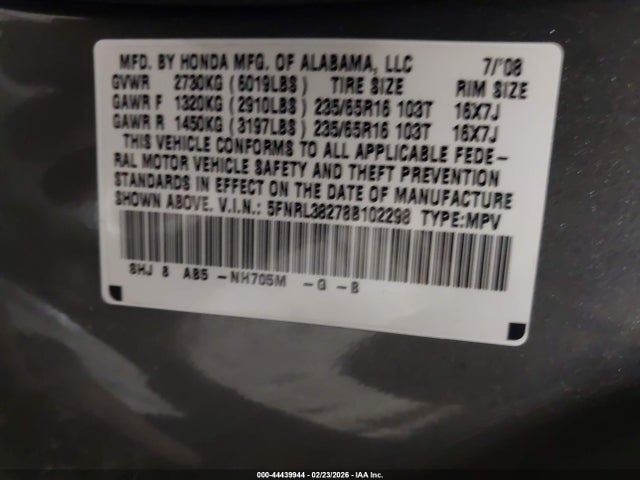 MFD. BY HONDA MFG. OF ALABAMA, LLC 7/'08
GVWR 2730KG (6019LBS) TIRE SIZE RIM SIZE
GAWR F 1320KG (2910LBS) 235/65R16 103T 16X7J
GAWR R 1450KG (3197LBS) 235/65R16 103T 16X7J
THIS VEHICLE CONFORMS TO ALL APPLICABLE FEDE-
RAL MOTOR VEHICLE SAFETY AND THEFT PREVENTION
STANDARDS IN EFFECT ON THE DATE OF MANUFACTURE
SHOWN ABOVE. V.I.N.: 5FNRL38278B102298 TYPE:MPV
SHJ 8 AB5 -NH705M -G -B
000-44439944 - 02/23/2026 - IAA Inc.